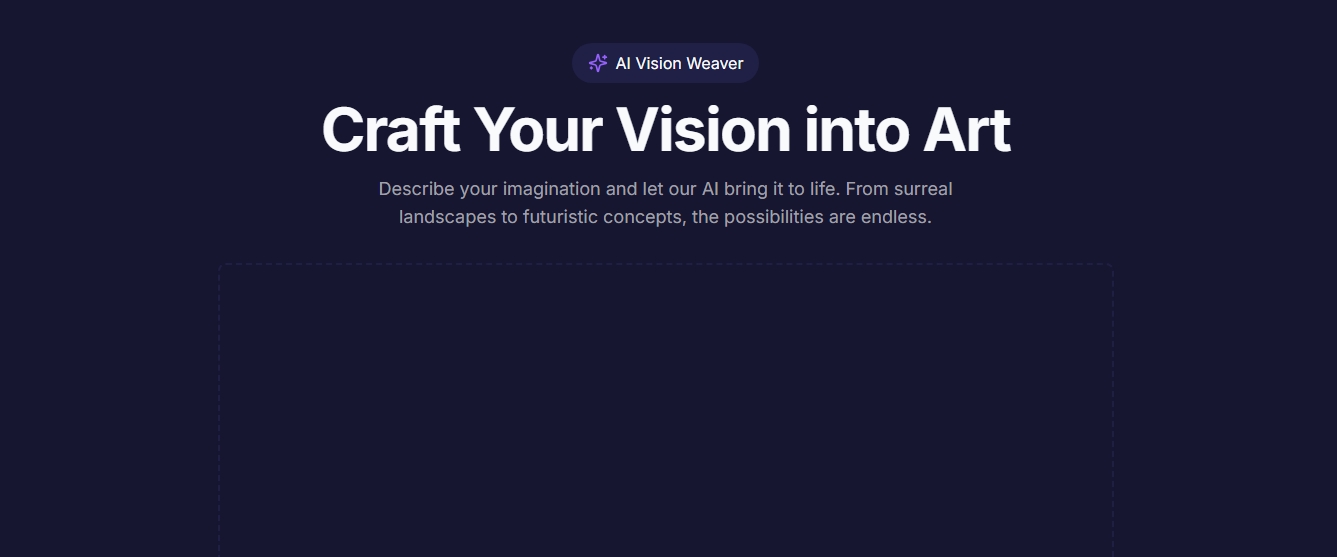 AI Vision Weaver
Craft Your Vision into Art
Describe your imagination and let our AI bring it to life. From surreal
landscapes to futuristic concepts, the possibilities are endless.